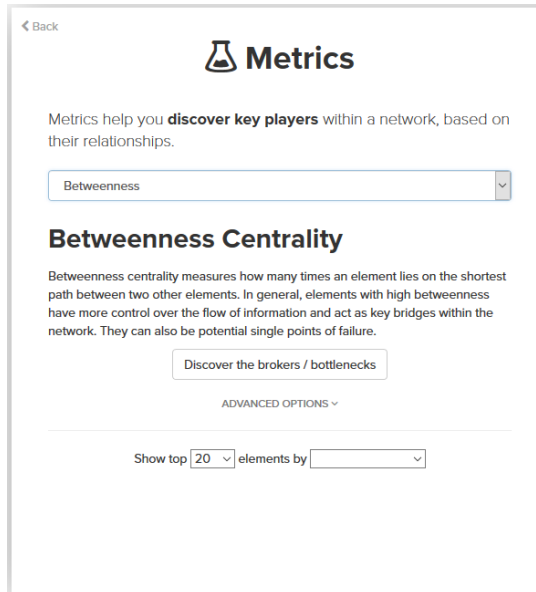 Back
Metrics
Metrics help you discover key players within a network, based on
their relationships.
Betweenness
Betweenness Centrality
Betweenness centrality measures how many times an element lies on the shortest
path between two other elements. In general, elements with high betweenness
have more control over the flow of information and act as key bridges within the
network. They can also be potential single points of failure.
Discover the brokers / bottlenecks
ADVANCED OPTIONS
Show top 20 elements by